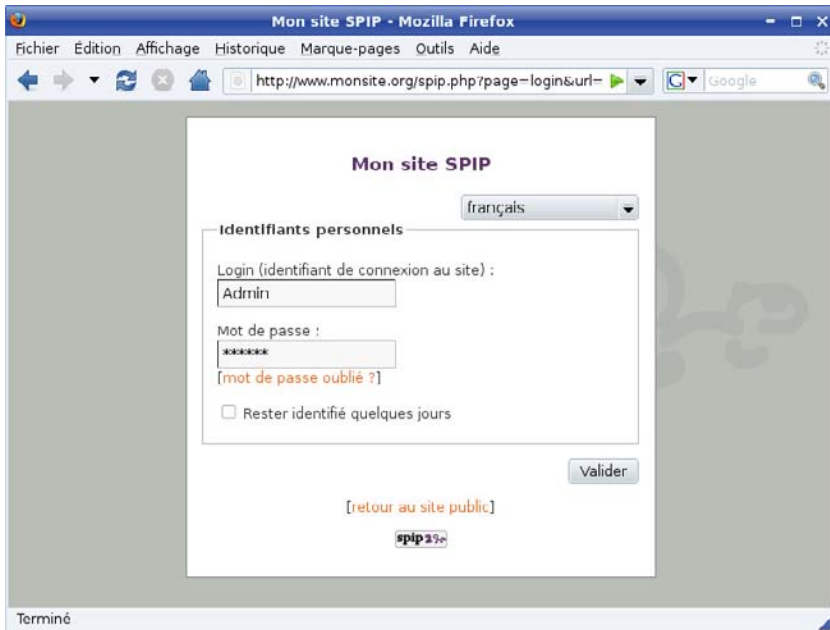 Mon site SPIP - Mozilla Firefox
Fichier Édition Affichage Historique Marque-pages Outils Aide
http://www.monsite.org/spip.php?page=login&url= G Google
Mon site SPIP
français
Identifiants personnels
Login (identifiant de connexion au site) :
Admin
Mot de passe :
******
[mot de passe oublié ?]
Rester identifié quelques jours
Valider
[retour au site public]
spip 2
Terminé